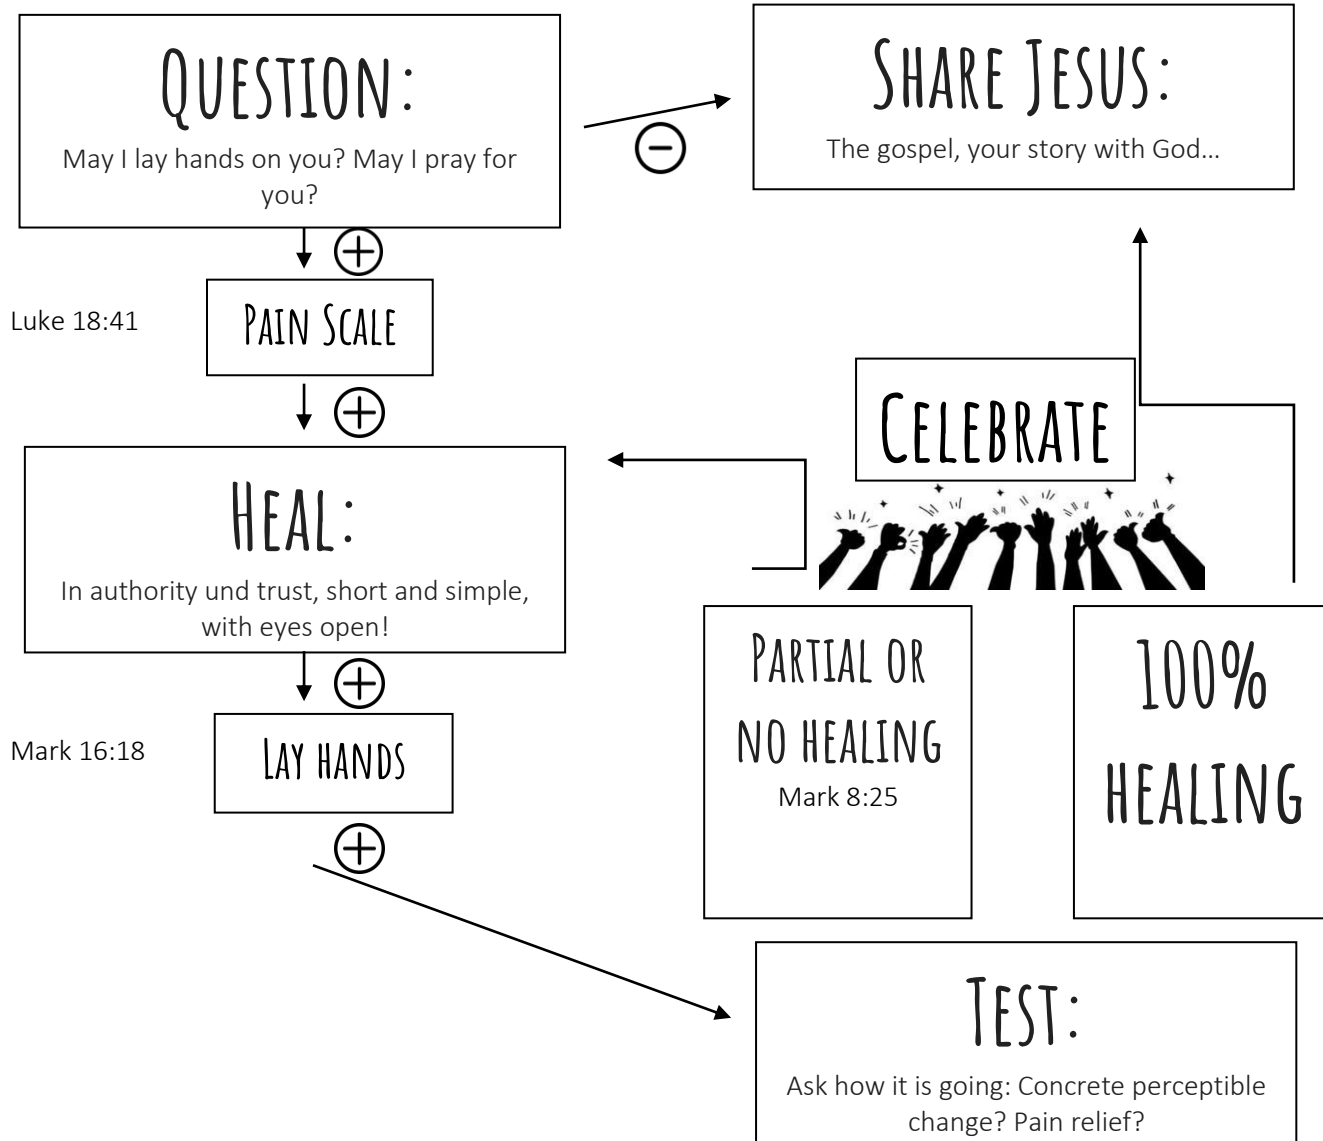 QUESTION:
May I lay hands on you? May I pray for
you?
SHARE JESUS:
The gospel, your story with God...
Luke 18:41
PAIN SCALE
CELEBRATE
HEAL:
In authority und trust, short and simple,
with eyes open!
Mark 16:18
LAY HANDS
PARTIAL OR
NO HEALING
Mark 8:25
100%
HEALING
TEST:
Ask how it is going: Concrete perceptible
change? Pain relief?